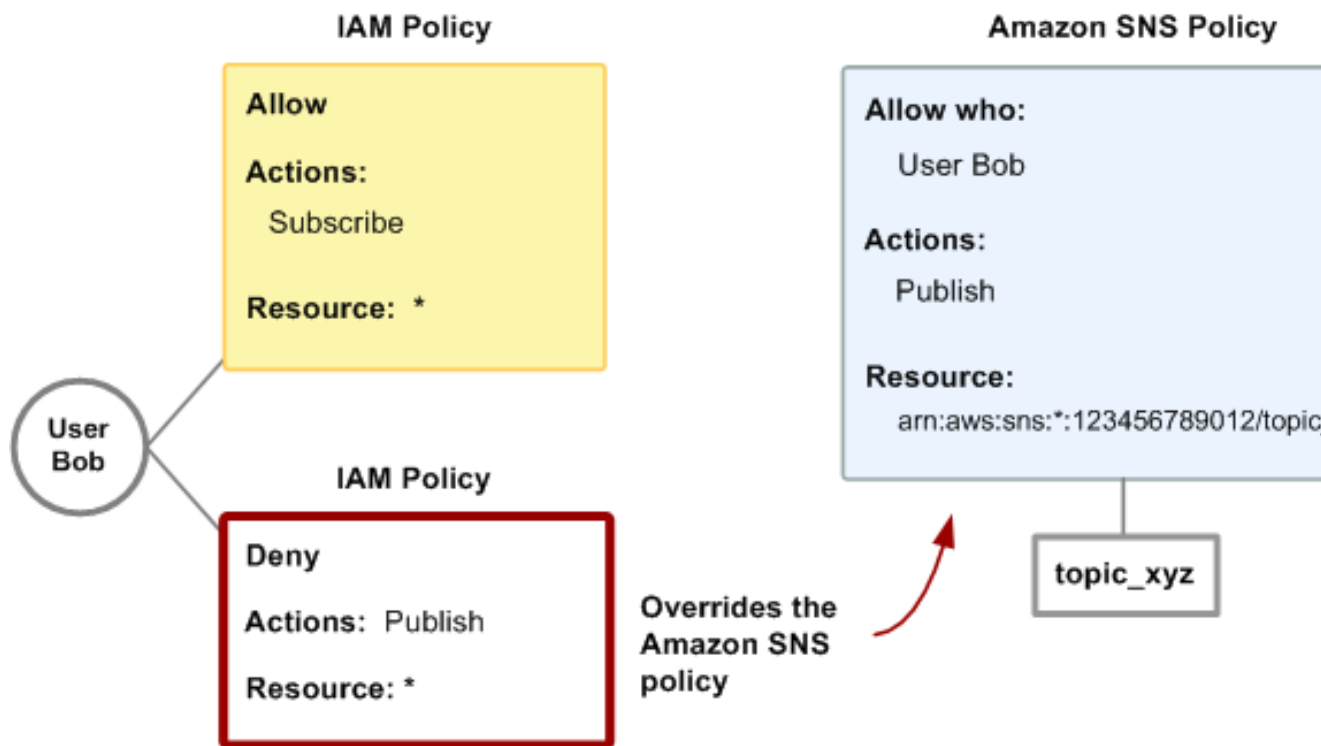 IAM Policy
Allow
Actions:
Subscribe
Resource: *
User
Bob
IAM Policy
Deny
Actions: Publish
Resource: *
Overrides the
Amazon SNS
policy
Amazon SNS Policy
Allow who:
User Bob
Actions:
Publish
Resource:
arn:aws:sns:*:123456789012/topic_
topic_xyz